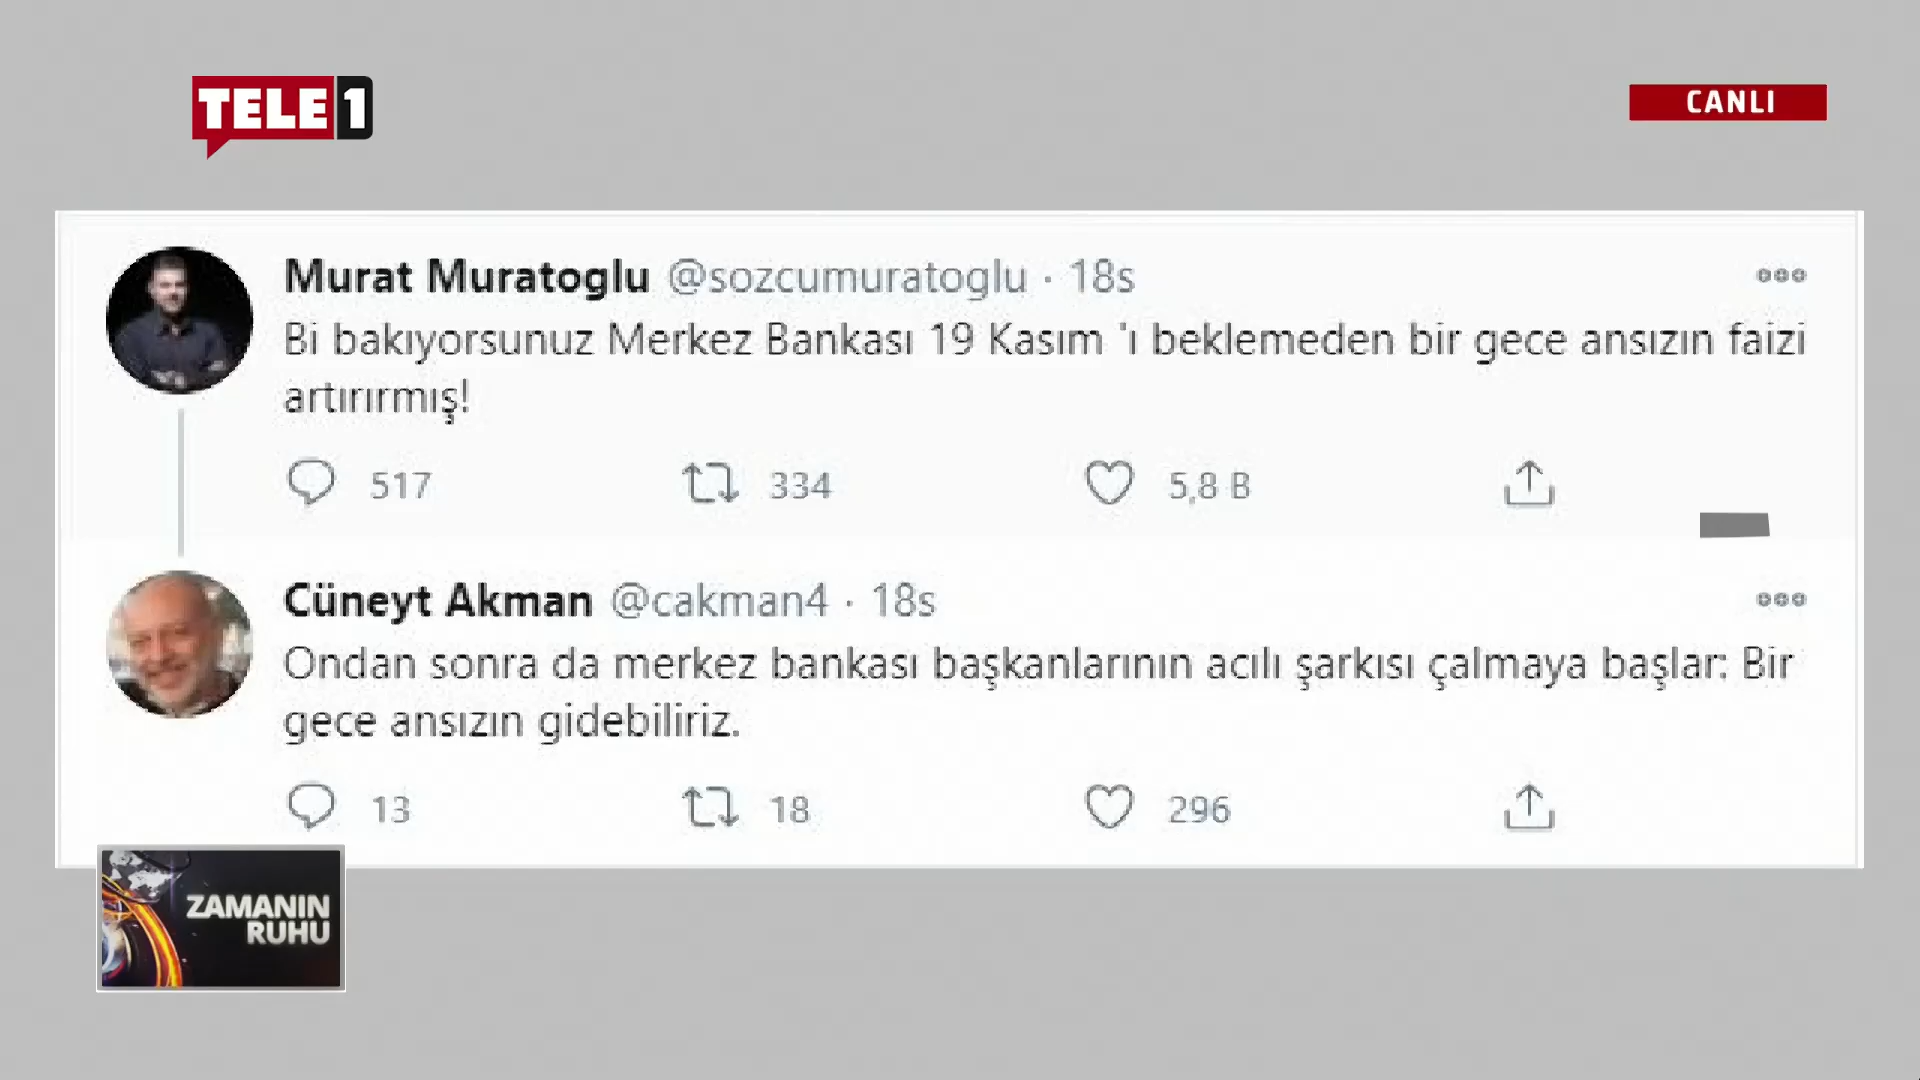 TELE1
CANLI
Murat Muratoglu @sozcumuratoglu · 18s
Bi bakıyorsunuz Merkez Bankası 19 Kasım 'ı beklemeden bir gece ansızın faizi
artırırmış!
517 334 5,8 B
Cüneyt Akman @cakman4 · 18s
Ondan sonra da merkez bankası başkanlarının acılı şarkısı çalmaya başlar: Bir
gece ansızın gidebiliriz.
13 18 296
ZAMANIN
RUHU